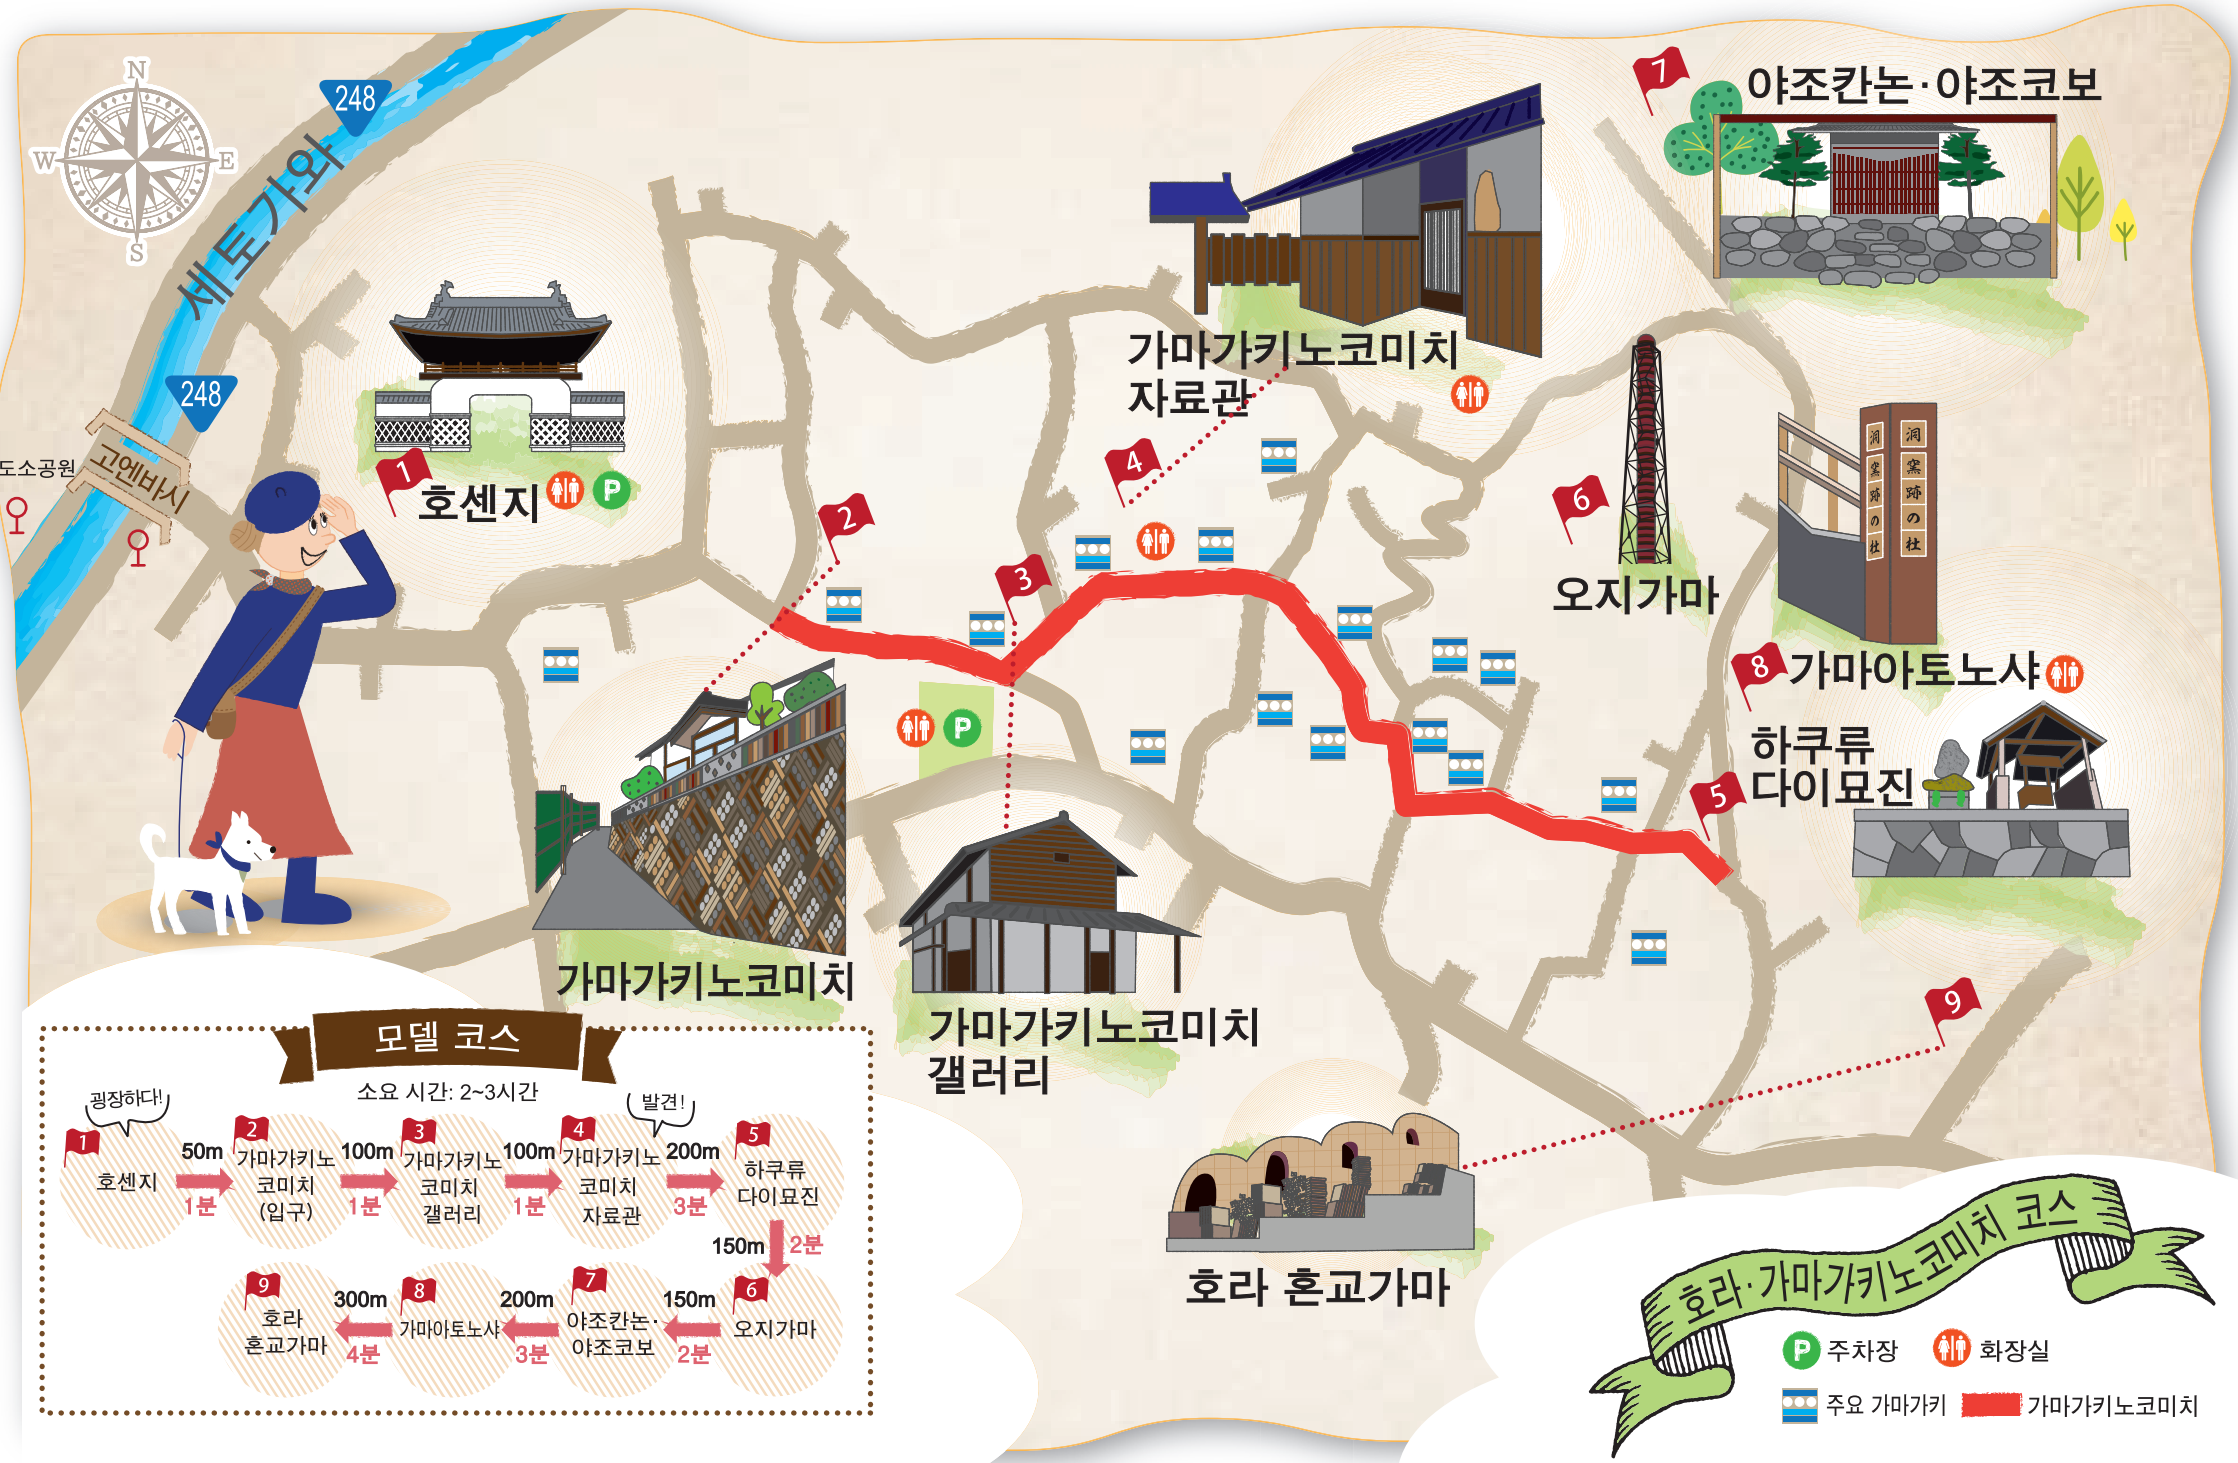 N
W
E
S
248
세토가와
248
도소공원
고엔바시
1
호센지
P
2
3
4
가마가키노코미치
자료관
7
야조칸논·야조코보
6
오지가마
洞
窯
跡
の
杜
洞
窯
跡
の
杜
8
가마아토노샤
5
하쿠류
다이묘진
P
가마가키노코미치
가마가키노코미치
갤러리
9
호라 혼교가마
모델 코스
소요 시간: 2~3시간
굉장하다!
1
호센지
50m
1분
2
가마가키노
코미치
(입구)
100m
1분
3
가마가키노
코미치
갤러리
100m
1분
발견!
4
가마가키노
코미치
자료관
200m
3분
5
하쿠류
다이묘진
150m
2분
6
오지가마
150m
2분
7
야조칸논·
야조코보
200m
3분
8
가마아토노샤
300m
4분
9
호라
혼교가마
호라·가마가키노코미치 코스
P 주차장
화장실
주요 가마가키
가마가키노코미치